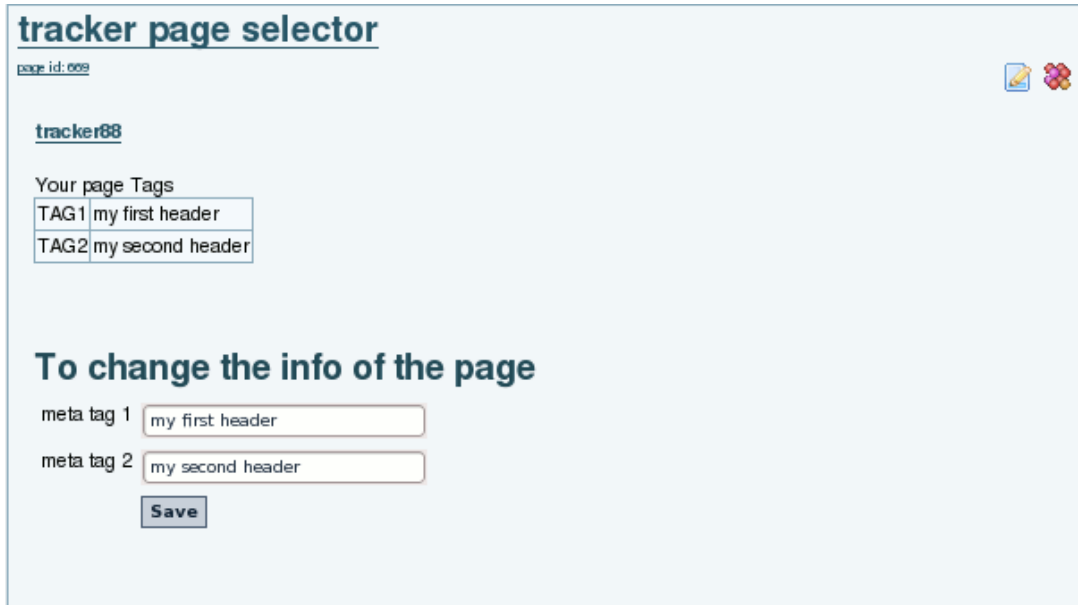 tracker page selector
page id: 669
tracker88
Your page Tags
TAG1 my first header
TAG2 my second header
To change the info of the page
meta tag 1 my first header
meta tag 2 my second header
Save